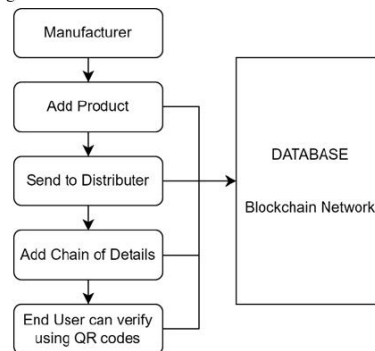 Manufacturer
Add Product
Send to Distributer
Add Chain of Details
End User can verify
using QR codes
DATABASE
Blockchain Network